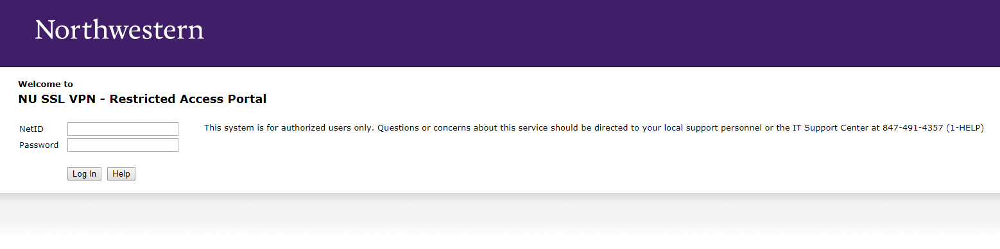 Northwestern
Welcome to
NU SSL VPN - Restricted Access Portal
NetID
This system is for authorized users only. Questions or concerns about this service should be directed to your local support personnel or the IT Support Center at 847-491-4357 (1-HELP)
Password
Log In
Help